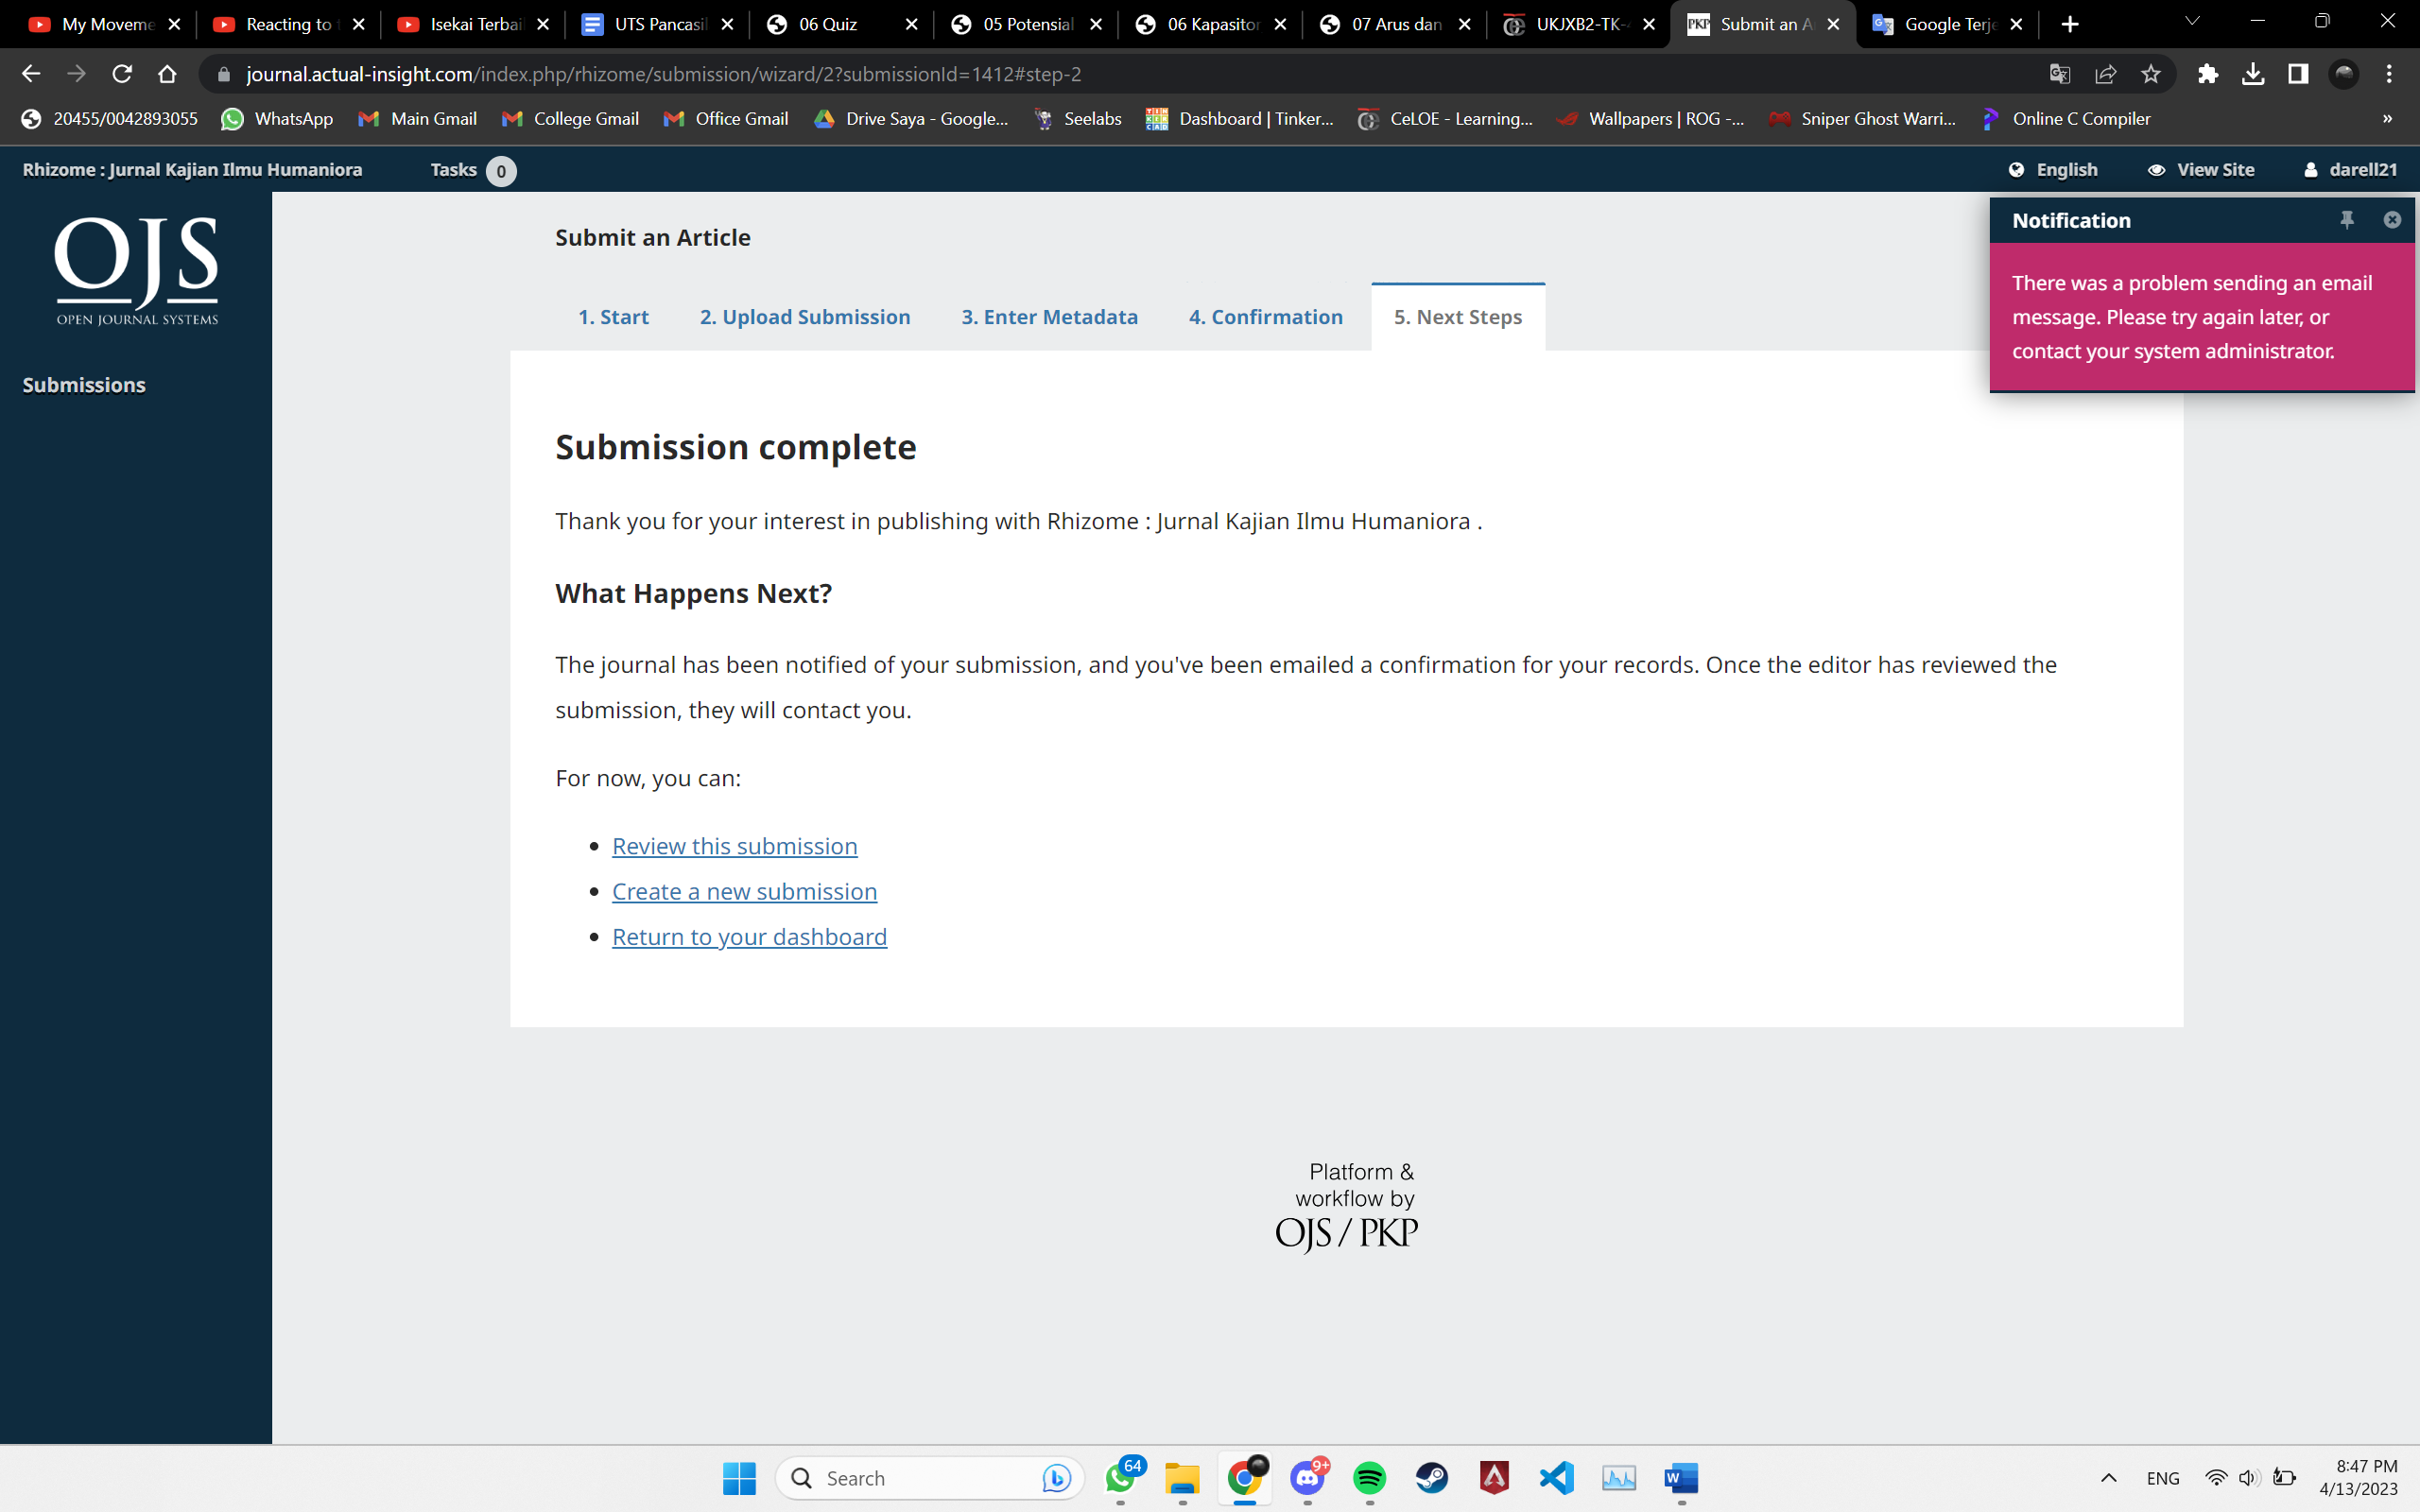 My Moveme
Reacting to
Isekai Terbai
UTS Pancasil
06 Quiz
05 Potensial
06 Kapasitor
07 Arus dan
UKJXB2-TK-
PKP Submit an A
Google Terje
journal.actual-insight.com/index.php/rhizome/submission/wizard/2?submissionId=1412#step-2
20455/0042893055
WhatsApp
Main Gmail
College Gmail
Office Gmail
Drive Saya - Google...
Seelabs
Dashboard | Tinker...
CeLOE - Learning...
Wallpapers | ROG -...
Sniper Ghost Warri...
Online C Compiler
»
Rhizome : Jurnal Kajian Ilmu Humaniora
Tasks 0
English
View Site
darell21
OJS
OPEN JOURNAL SYSTEMS
Submissions
Submit an Article
1. Start
2. Upload Submission
3. Enter Metadata
4. Confirmation
5. Next Steps
Notification
There was a problem sending an email
message. Please try again later, or
contact your system administrator.
Submission complete
Thank you for your interest in publishing with Rhizome : Jurnal Kajian Ilmu Humaniora .
What Happens Next?
The journal has been notified of your submission, and you've been emailed a confirmation for your records. Once the editor has reviewed the
submission, they will contact you.
For now, you can:
Review this submission
Create a new submission
Return to your dashboard
Platform &
workflow by
OJS / PKP
Search
64
9+
ENG
8:47 PM
4/13/2023